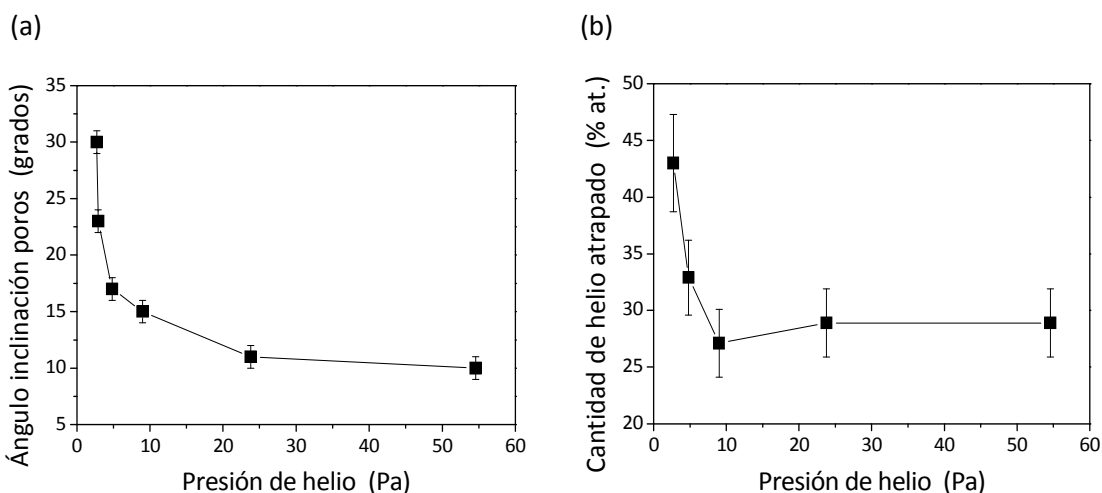 (a)
(b)
Ángulo inclinación poros (grados)
35
30
25
20
15
10
5
0 10 20 30 40 50 60
Presión de helio (Pa)
Cantidad de helio atrapado (% at.)
50
45
40
35
30
25
20
0 10 20 30 40 50 60
Presión de helio (Pa)